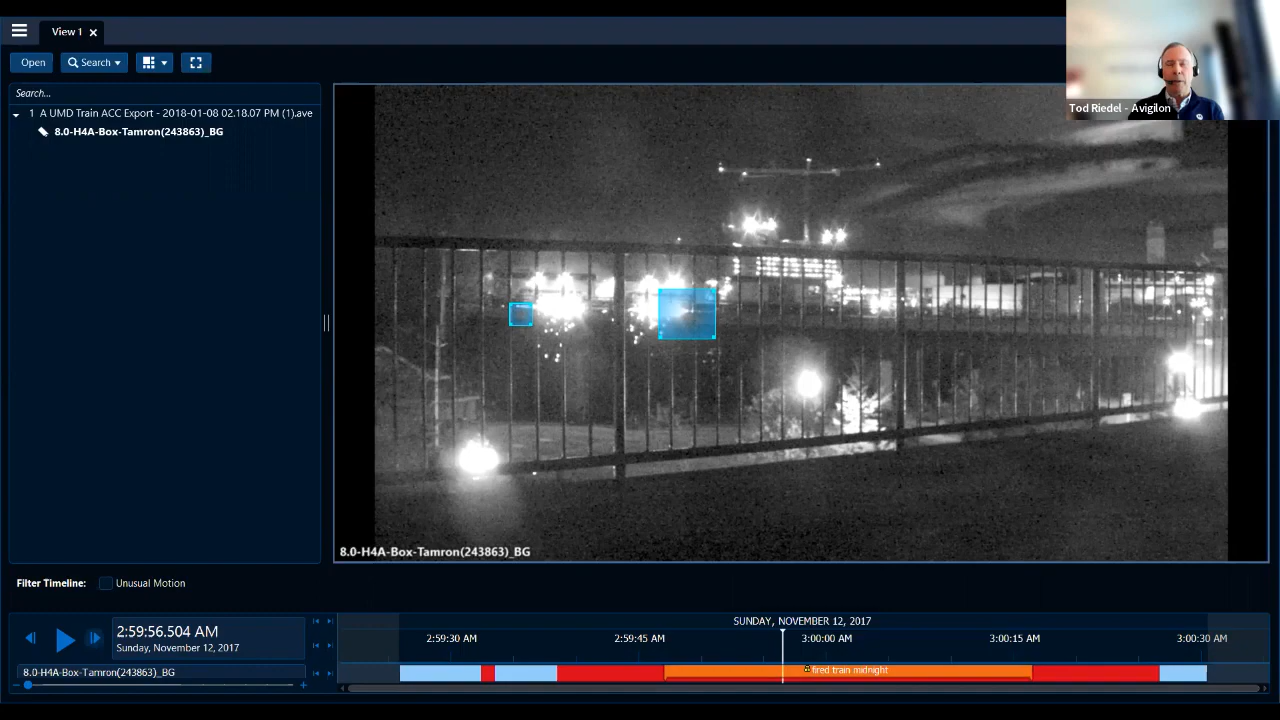 View 1
Open
Search
Search...
1 A UMD Train ACC Export - 2018-01-08 02.18.07 PM (1).ave
8.0-H4A-Box-Tamron(243863)_BG
Tod Riedel - Avigilon
8.0-H4A-Box-Tamron(243863)_BG
Filter Timeline:
Unusual Motion
2:59:56.504 AM
Sunday, November 12, 2017
SUNDAY, NOVEMBER 12, 2017
2:59:30 AM
2:59:45 AM
3:00:00 AM
3:00:15 AM
3:00:30 AM
8.0-H4A-Box-Tamron(243863)_BG
fired train midnight